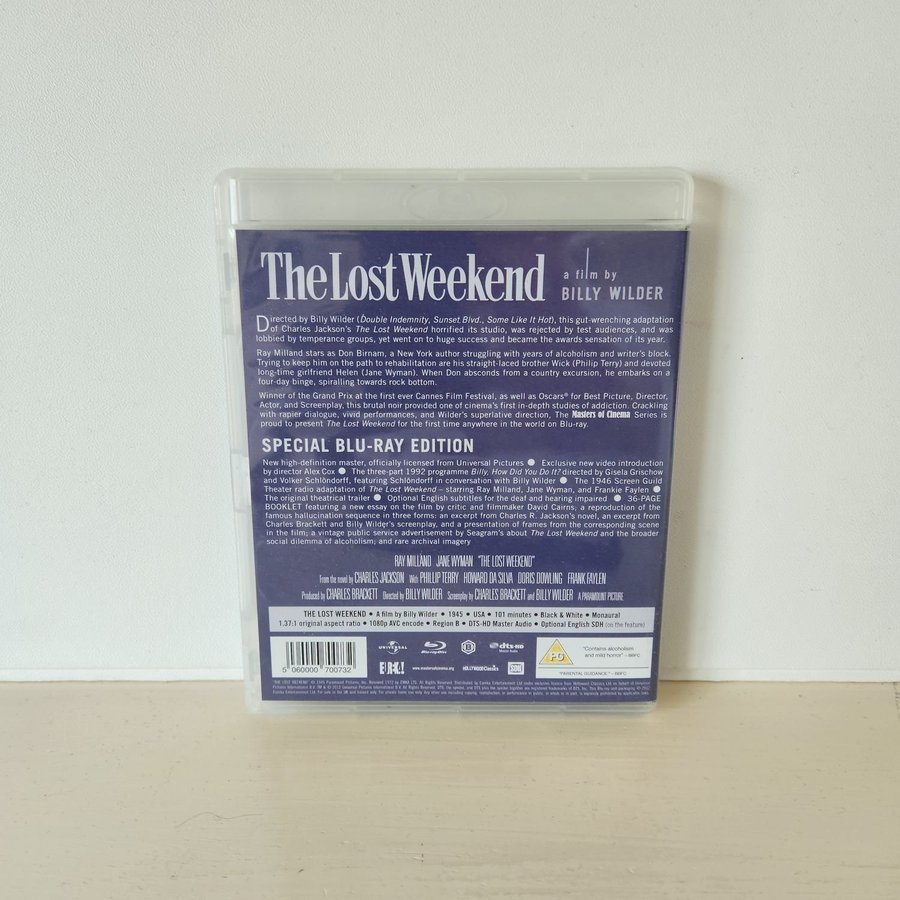 The Lost Weekend a film by
BILLY WILDER
Directed by Billy Wilder (Double Indemnity, Sunset Blvd., Some Like It Hot), this gut-wrenching adaptation
of Charles Jackson's The Lost Weekend horrified its studio, was rejected by test audiences, and was
lobbied by temperance groups, yet went on to huge success and became the awards sensation of its year.
Ray Milland stars as Don Birnam, a New York author struggling with years of alcoholism and writer's block.
Trying to keep him on the path to rehabilitation are his straight-laced brother Wick (Philip Terry) and devoted
long-time girlfriend Helen (Jane Wyman). When Don absconds from a country excursion, he embarks on a
four-day binge, spiralling towards rock bottom.
Winner of the Grand Prix at the first ever Cannes Film Festival, as well as Oscars® for Best Picture, Director,
Actor, and Screenplay, this brutal noir provided one of cinema's first in-depth studies of addiction. Crackling
with rapier dialogue, vivid performances, and Wilder's superlative direction, The Masters of Cinema Series is
proud to present The Lost Weekend for the first time anywhere in the world on Blu-ray.
SPECIAL BLU-RAY EDITION
New high-definition master, officially licensed from Universal Pictures ● Exclusive new video introduction
by director Alex Cox ● The three-part 1992 programme Billy, How Did You Do It? directed by Gisela Grischow
and Volker Schlöndorff, featuring Schlöndorff in conversation with Billy Wilder ● The 1946 Screen Guild
Theater radio adaptation of The Lost Weekend – starring Ray Milland, Jane Wyman, and Frank Faylen ●
The original theatrical trailer ● Optional English subtitles for the deaf and hearing impaired ● 36-PAGE
BOOKLET featuring a new essay on the film by critic and filmmaker David Cairns; a reproduction of the
famous hallucination sequence in three forms: an excerpt from Charles R. Jackson's novel, an excerpt from
Charles Brackett and Billy Wilder's screenplay, and a presentation of frames from the corresponding scene
in the film; a vintage public service advertisement by Seagram's about The Lost Weekend and the broader
social dilemma of alcoholism; and rare archival imagery
RAY MILLAND JANE WYMAN "THE LOST WEEKEND"
From the novel by CHARLES JACKSON With PHILLIP TERRY HOWARD DA SILVA DORIS DOWLING FRANK FAYLEN
Produced by CHARLES BRACKETT Directed by BILLY WILDER Screenplay by CHARLES BRACKETT and BILLY WILDER A PARAMOUNT PICTURE
THE LOST WEEKEND • A film by Billy Wilder • 1945 • USA • 101 minutes • Black & White • Monaural
1.37:1 original aspect ratio • 1080p AVC encode • Region B • DTS-HD Master Audio • Optional English SDH (on the feature)
5 060000 700732
UNIVERSAL Blu-ray Disc B dts-HD Master Audio
EUREKA! www.mastersofcinema.org HOLLYWOOD Classics SDH
PG
"Contains alcoholism
and mild horror" – BBFC
"PARENTAL GUIDANCE" – BBFC